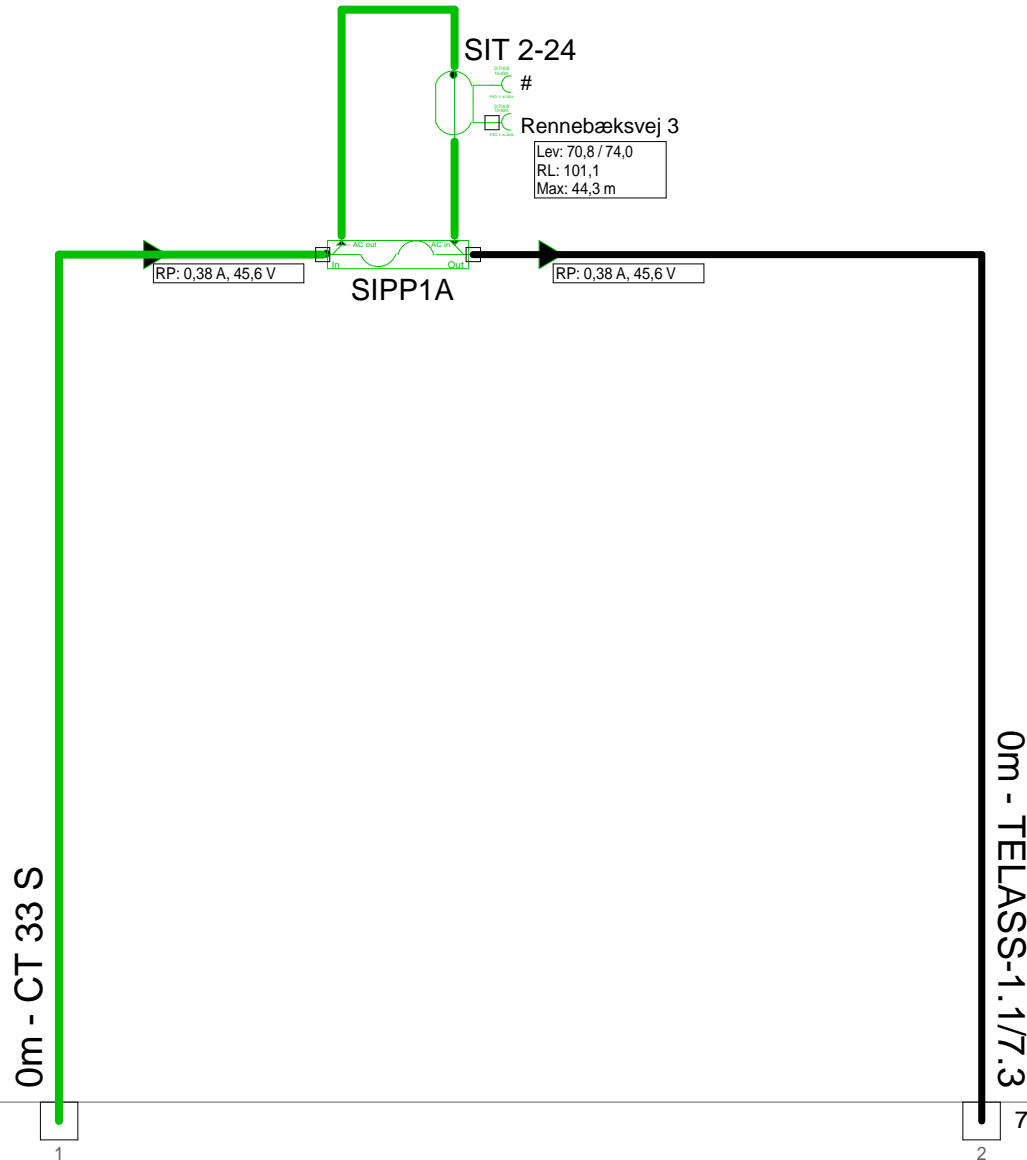 SIT 2-24
#
Rennebæksvej 3
Lev: 70,8 / 74,0
RL: 101,1
Max: 44,3 m
AC out
AC in
In
Out
RP: 0,38 A, 45,6 V
RP: 0,38 A, 45,6 V
SIPP1A
0m - CT 33 S
0m - TELASS-1.1/7.3
7
1
2